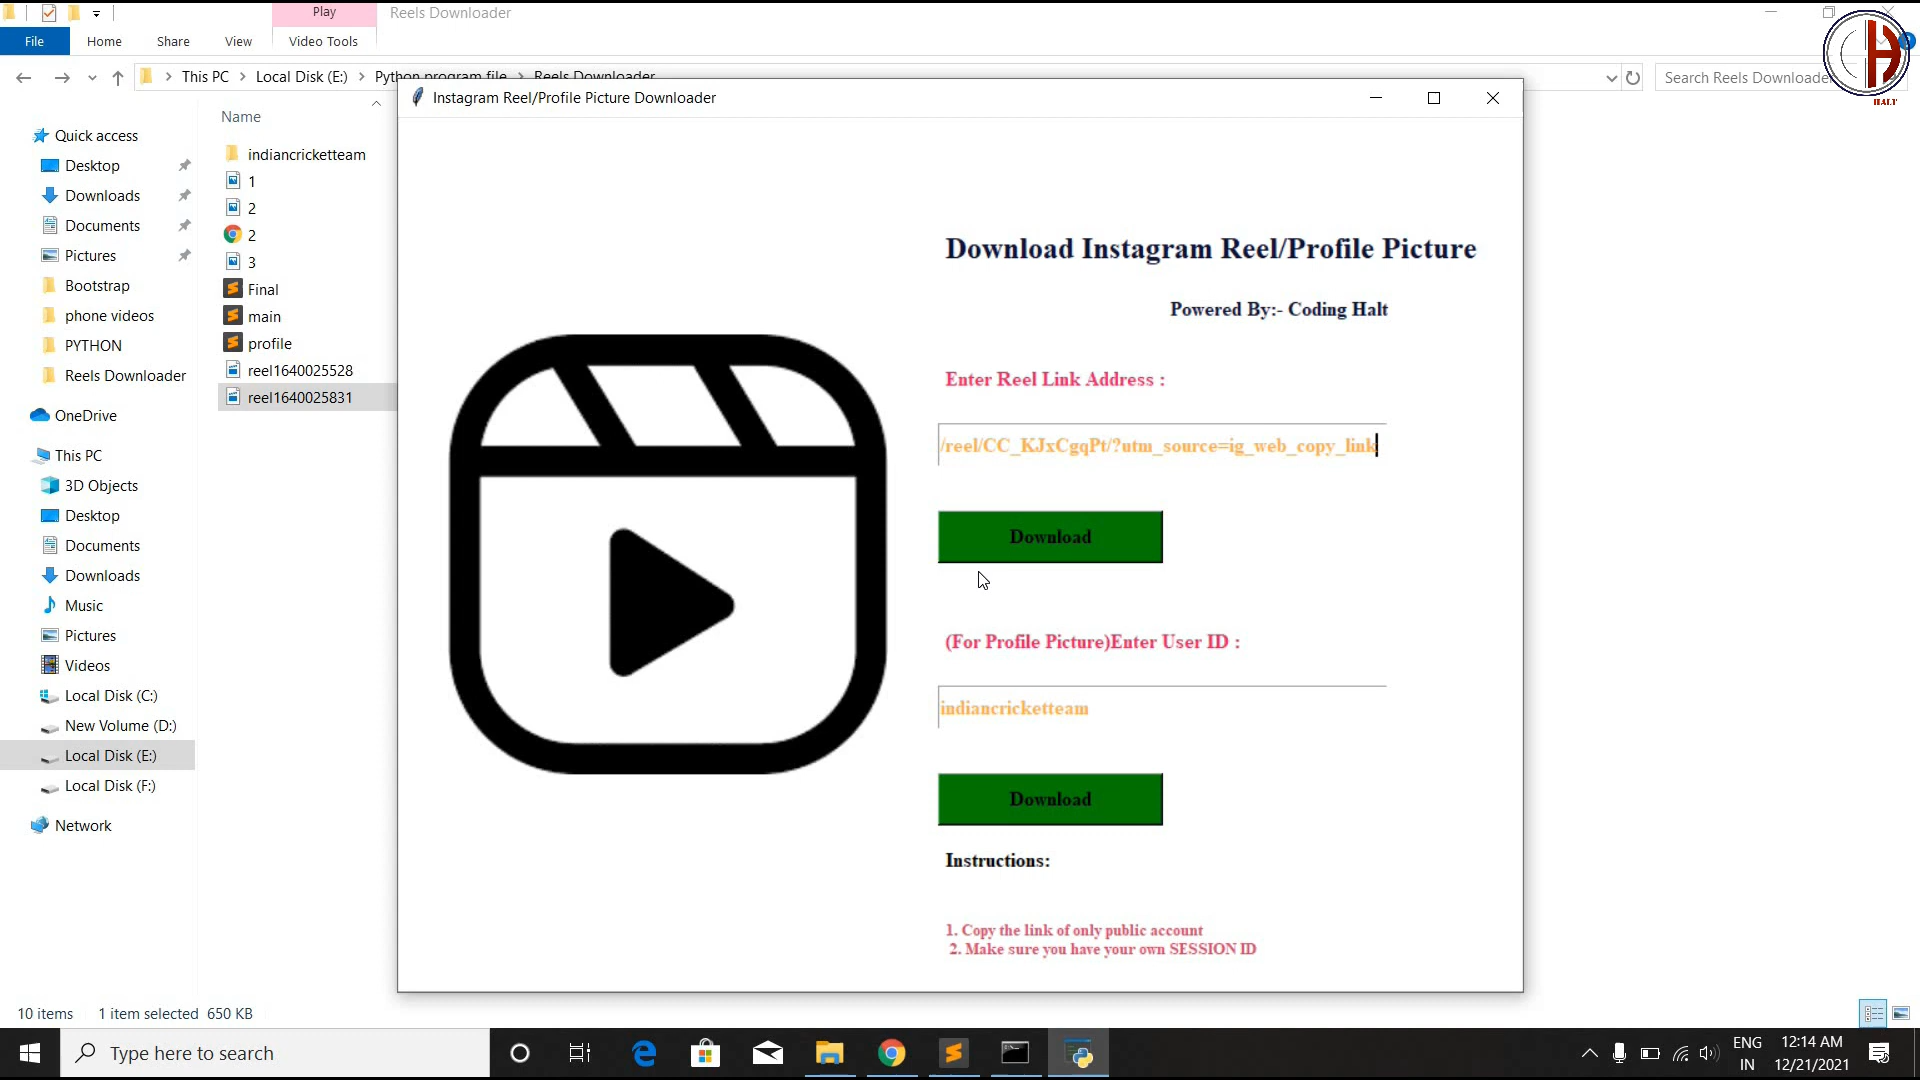 Play
Reels Downloader
File
Home
Share
View
Video Tools
This PC
Local Disk (E:)
Python program file
Reels Downloader
Search Reels Downloader
HALT
Instagram Reel/Profile Picture Downloader
Name
Quick access
Desktop
Downloads
Documents
Pictures
Bootstrap
phone videos
PYTHON
Reels Downloader
OneDrive
This PC
3D Objects
Desktop
Documents
Downloads
Music
Pictures
Videos
Local Disk (C:)
New Volume (D:)
Local Disk (E:)
Local Disk (F:)
Network
indiancricketteam
1
2
2
3
Final
main
profile
reel1640025528
reel1640025831
Download Instagram Reel/Profile Picture
Powered By:- Coding Halt
Enter Reel Link Address :
/reel/CC_KJxCgqPt/?utm_source=ig_web_copy_link
Download
(For Profile Picture)Enter User ID :
indiancricketteam
Download
Instructions:
1. Copy the link of only public account
2. Make sure you have your own SESSION ID
10 items
1 item selected 650 KB
Type here to search
ENG
IN
12:14 AM
12/21/2021